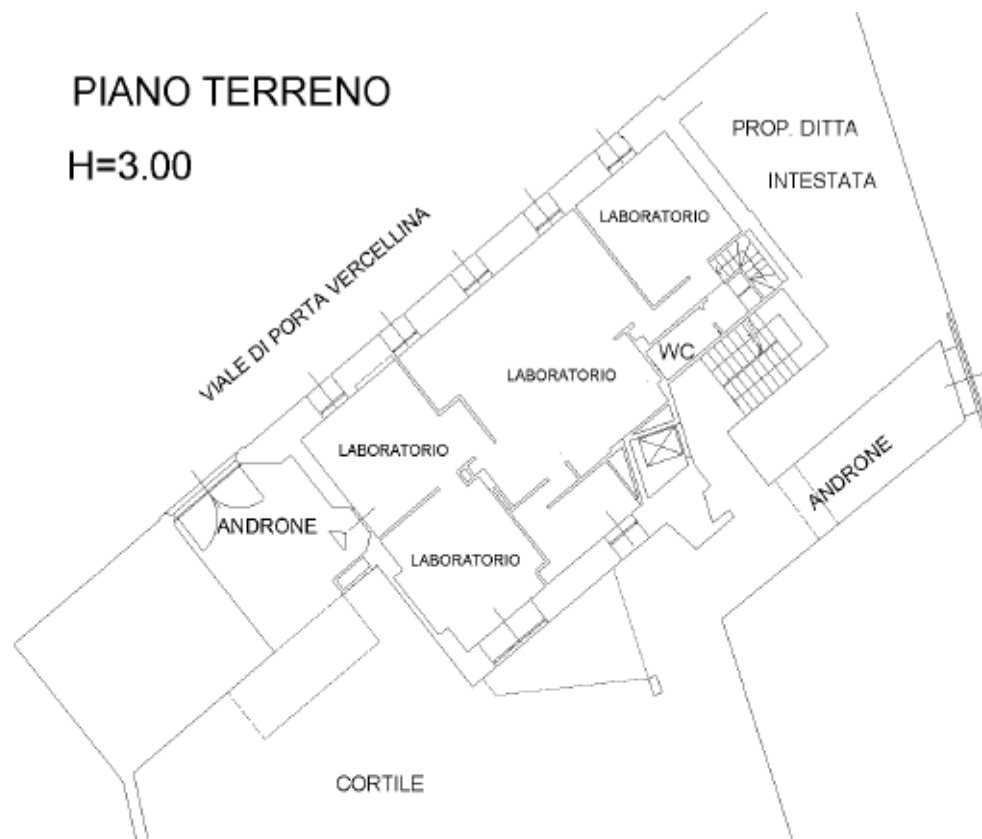 PIANO TERRENO
H=3.00
PROP. DITTA
INTESTATA
LABORATORIO
VIALE DI PORTA VERCELLINA
WC
LABORATORIO
LABORATORIO
ANDRONE
ANDRONE
LABORATORIO
CORTILE